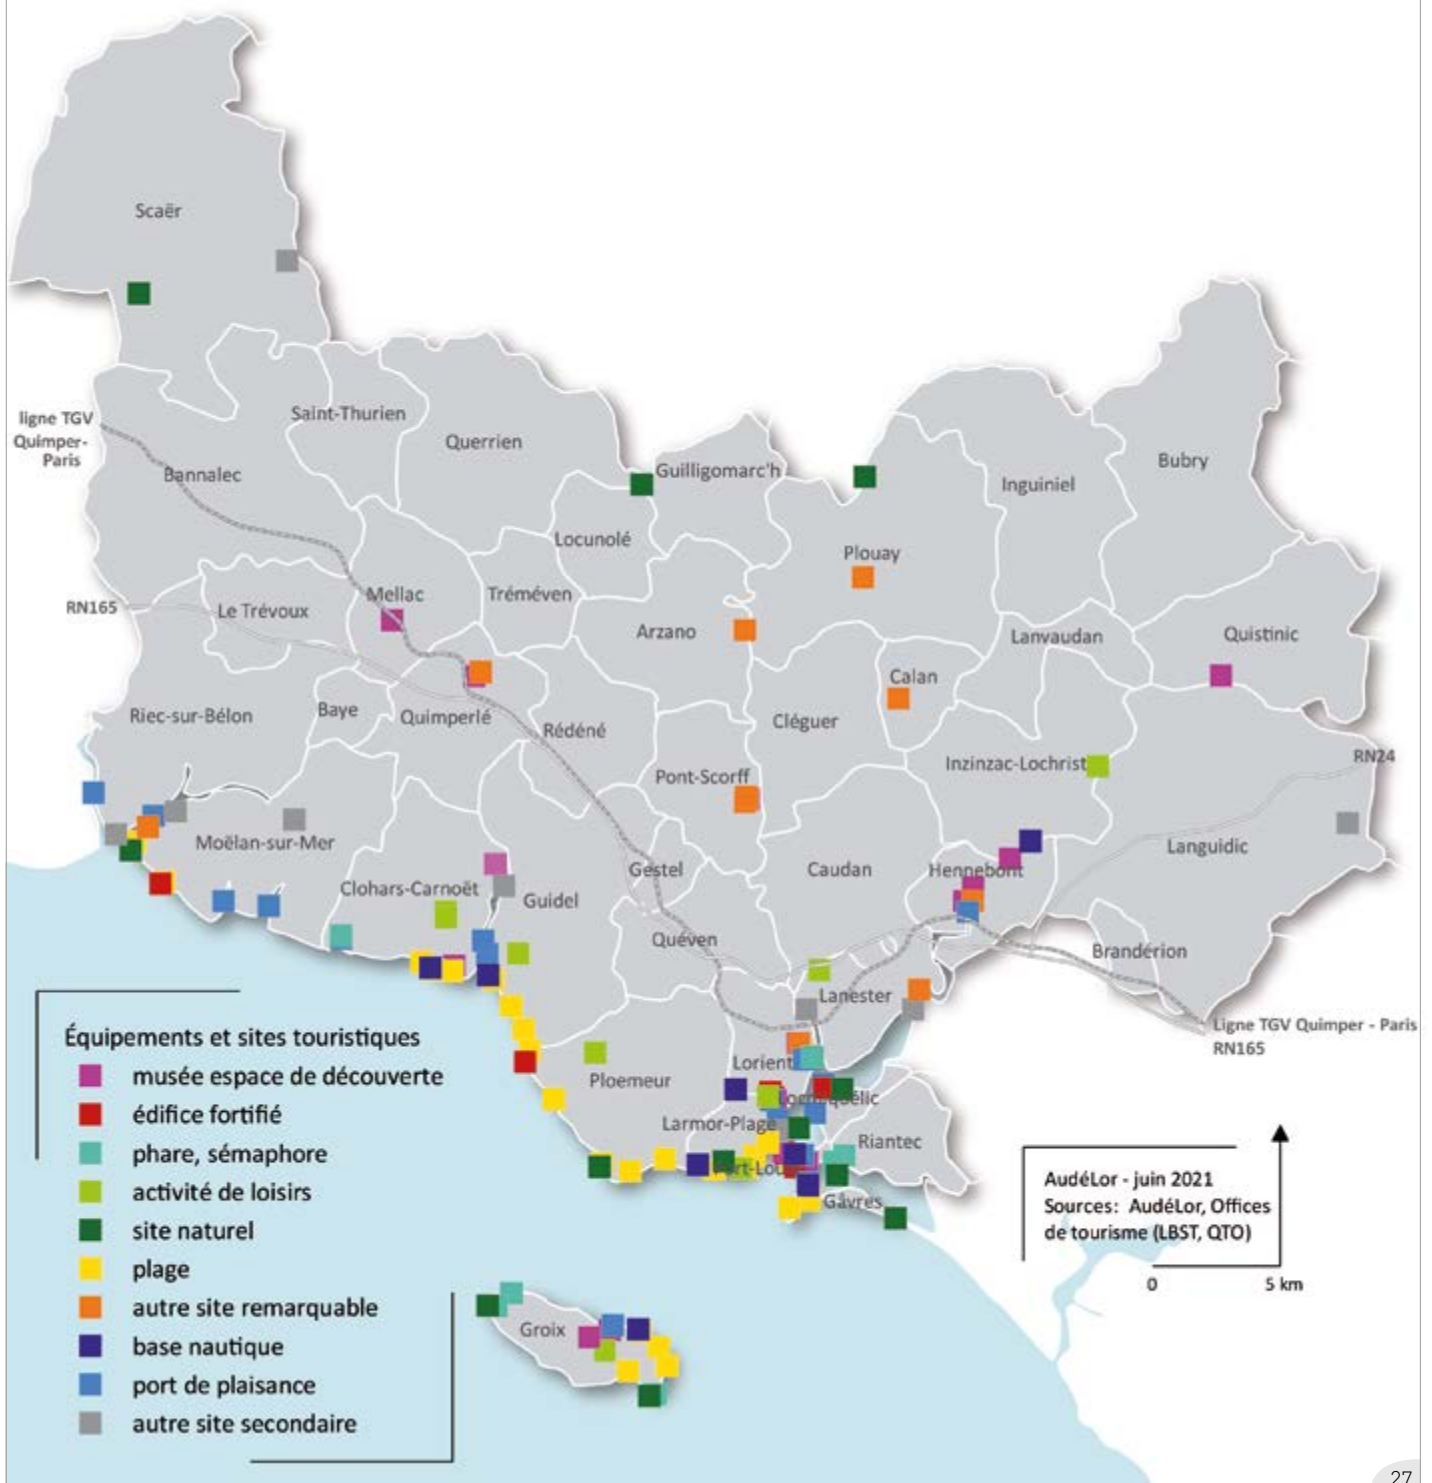 Scaër
ligne TGV
Quimper-
Paris
Saint-Thurien
Querrien
Guilligomarc'h
Bubry
Bannalec
Inguiniel
Locunolé
Plouay
Mellac
Tréméven
RN165
Le Trévoux
Arzano
Lanvaudan
Quistinic
Calan
Riec-sur-Bélon
Baye
Quimperlé
Rédéné
Cléguer
Pont-Scorff
Inzinzac-Lochrist
RN24
Moëlan-sur-Mer
Languidic
Gestel
Caudan
Hennebont
Clohars-Carnoët
Guidel
Quéven
Brandérion
Lanester
Ligne TGV Quimper - Paris
RN165
Lorient
Ploemeur
Larmor-Plage
Riantec
Gâvres
Groix
Équipements et sites touristiques
musée espace de découverte
édifice fortifié
phare, sémaphore
activité de loisirs
site naturel
plage
autre site remarquable
base nautique
port de plaisance
autre site secondaire
AudéLor - juin 2021
Sources: AudéLor, Offices
de tourisme (LBST, QTO)
0 5 km
27